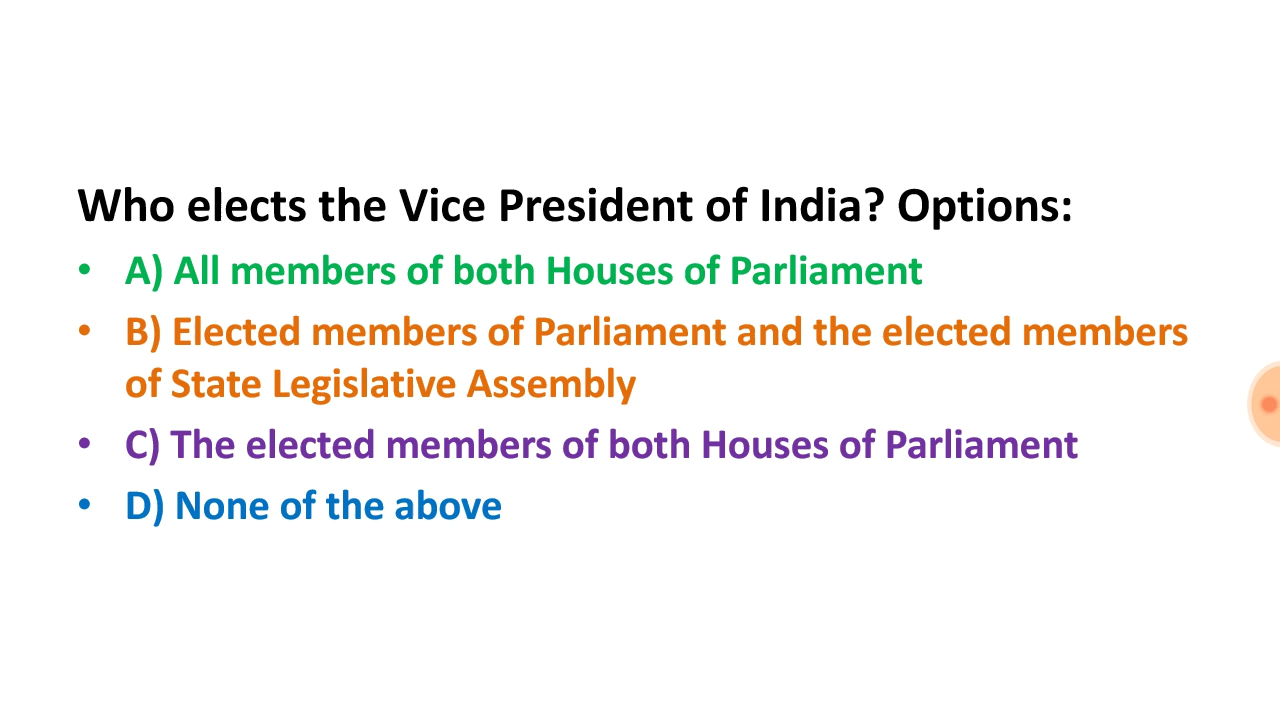 Who elects the Vice President of India? Options:
• A) All members of both Houses of Parliament
• B) Elected members of Parliament and the elected members
of State Legislative Assembly
• C) The elected members of both Houses of Parliament
• D) None of the above